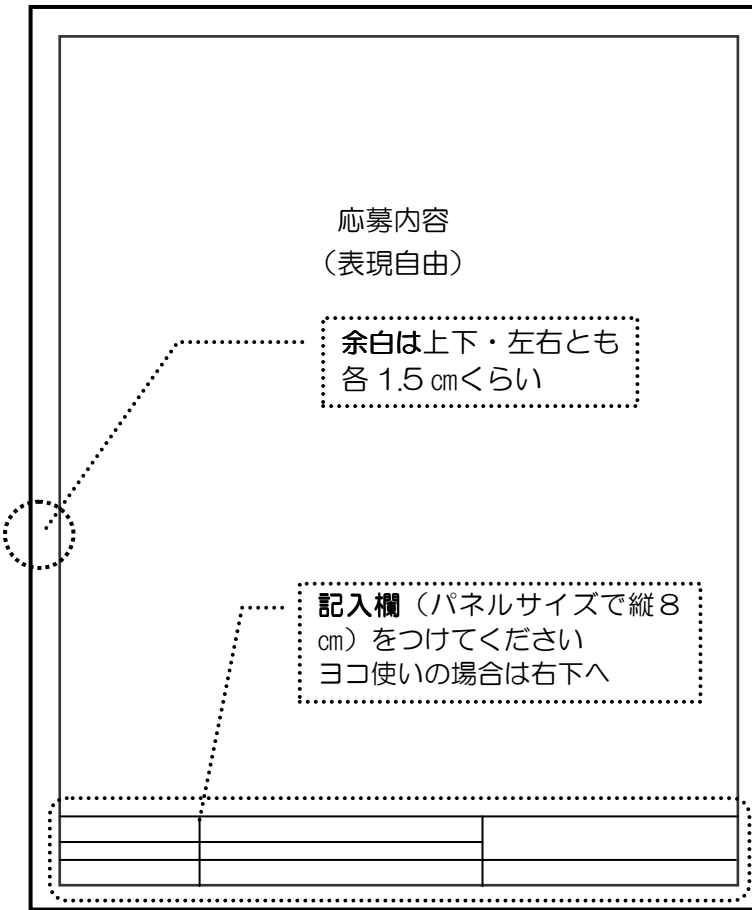 応募内容
（表現自由）
余白は上下・左右とも
各 1.5 ㎝くらい
記入欄（パネルサイズで縦８
㎝）をつけてください
ヨコ使いの場合は右下へ